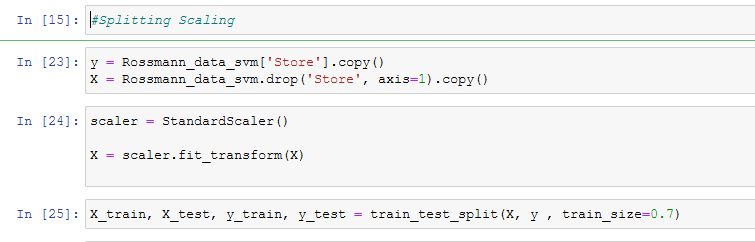 In [15]: #Splitting Scaling
In [23]: y = Rossmann_data_svm['Store'].copy()
X = Rossmann_data_svm.drop('Store', axis=1).copy()
In [24]: scaler = StandardScaler()
X = scaler.fit_transform(X)
In [25]: X_train, X_test, y_train, y_test = train_test_split(X, y , train_size=0.7)